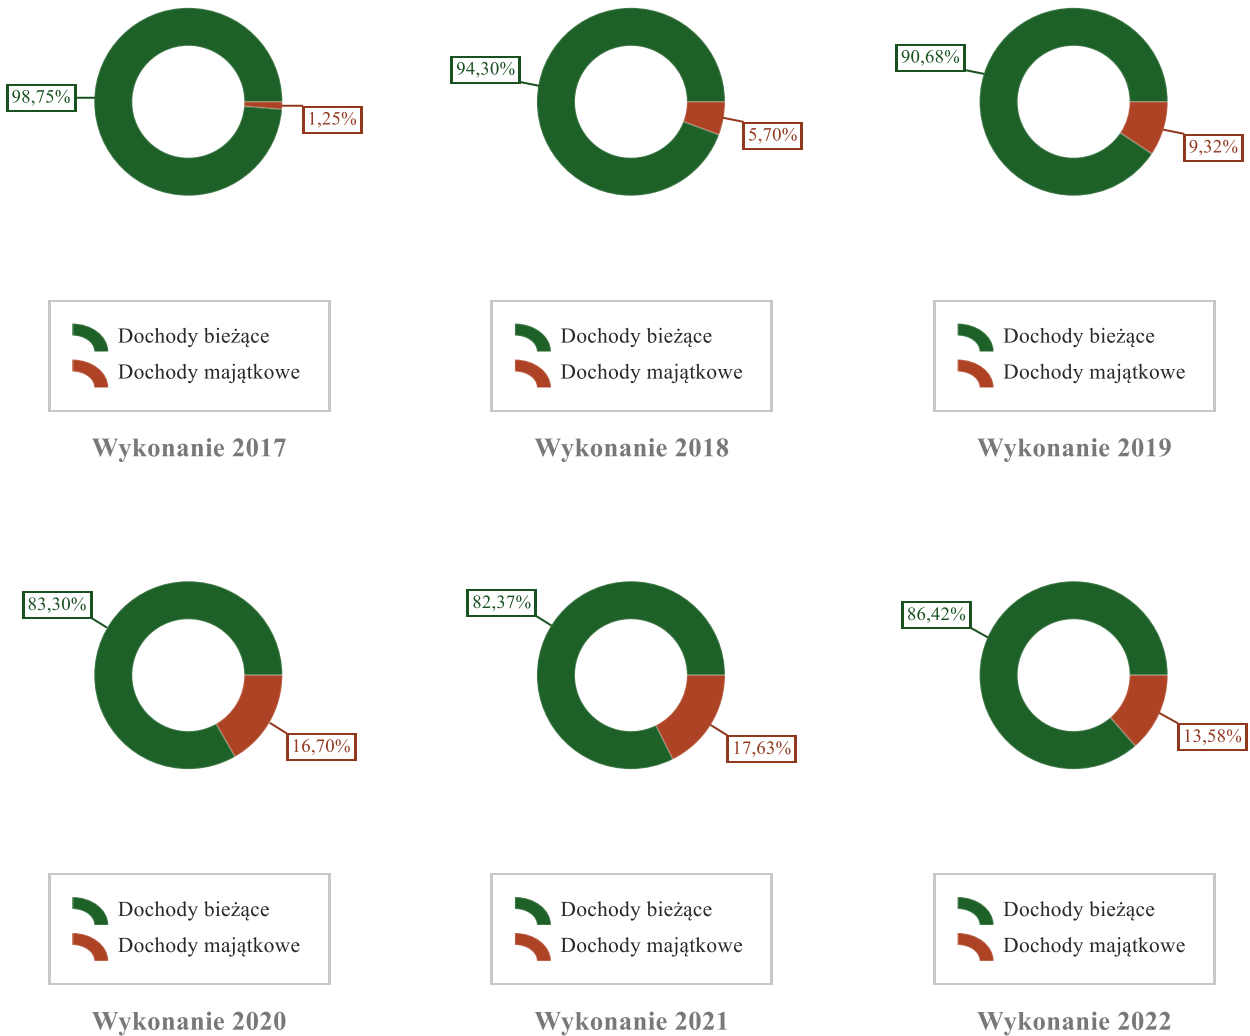 98,75%
1,25%
Dochody bieżące
Dochody majątkowe
Wykonanie 2017
94,30%
5,70%
Dochody bieżące
Dochody majątkowe
Wykonanie 2018
90,68%
9,32%
Dochody bieżące
Dochody majątkowe
Wykonanie 2019
83,30%
16,70%
Dochody bieżące
Dochody majątkowe
Wykonanie 2020
82,37%
17,63%
Dochody bieżące
Dochody majątkowe
Wykonanie 2021
86,42%
13,58%
Dochody bieżące
Dochody majątkowe
Wykonanie 2022